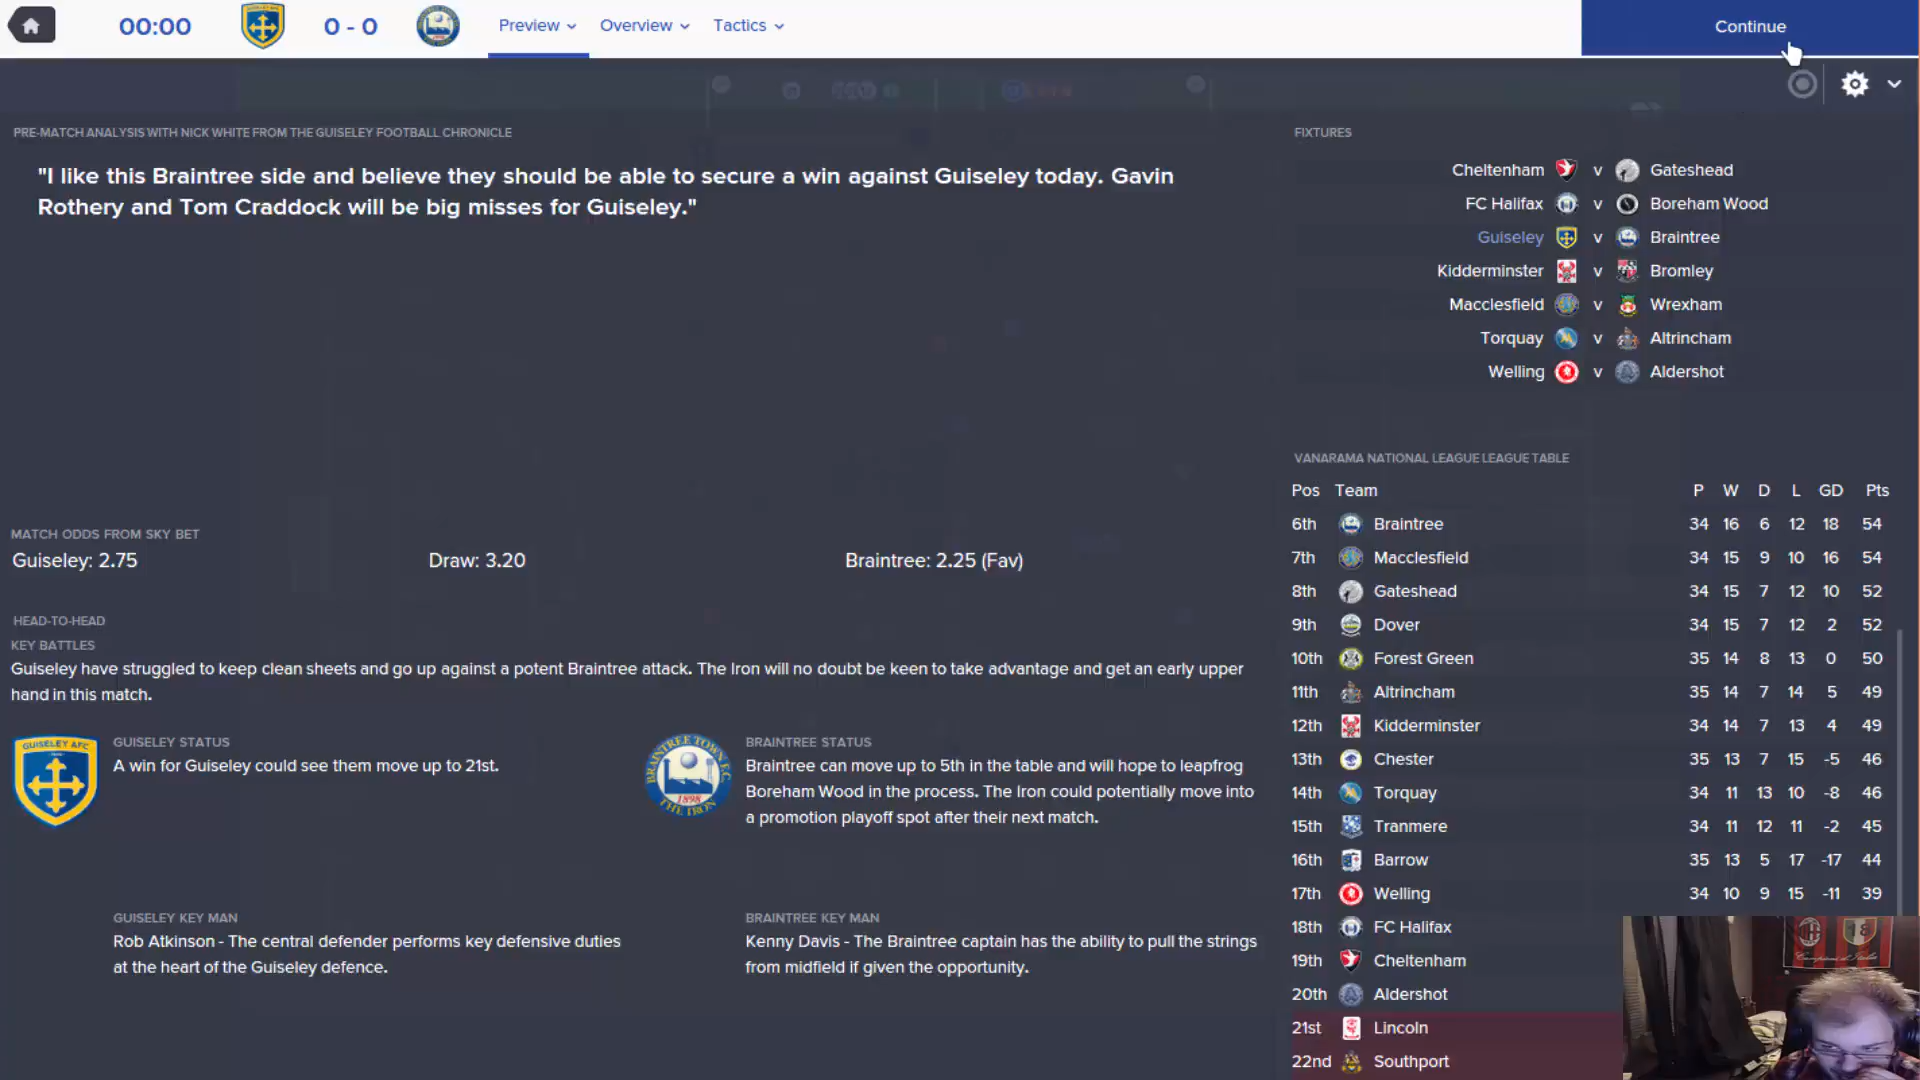 00:00
0 - 0
Preview
Overview
Tactics
Continue
PRE-MATCH ANALYSIS WITH NICK WHITE FROM THE GUISELEY FOOTBALL CHRONICLE
"I like this Braintree side and believe they should be able to secure a win against Guiseley today. Gavin
Rothery and Tom Craddock will be big misses for Guiseley."
MATCH ODDS FROM SKY BET
Guiseley: 2.75
Draw: 3.20
Braintree: 2.25 (Fav)
HEAD-TO-HEAD
KEY BATTLES
Guiseley have struggled to keep clean sheets and go up against a potent Braintree attack. The Iron will no doubt be keen to take advantage and get an early upper
hand in this match.
GUISELEY AFC
GUISELEY STATUS
A win for Guiseley could see them move up to 21st.
BRAINTREE TOWN F.C.
1898
THE IRON
BRAINTREE STATUS
Braintree can move up to 5th in the table and will hope to leapfrog
Boreham Wood in the process. The Iron could potentially move into
a promotion playoff spot after their next match.
GUISELEY KEY MAN
Rob Atkinson - The central defender performs key defensive duties
at the heart of the Guiseley defence.
BRAINTREE KEY MAN
Kenny Davis - The Braintree captain has the ability to pull the strings
from midfield if given the opportunity.
FIXTURES
Cheltenham v Gateshead
FC Halifax v Boreham Wood
Guiseley v Braintree
Kidderminster v Bromley
Macclesfield v Wrexham
Torquay v Altrincham
Welling v Aldershot
VANARAMA NATIONAL LEAGUE LEAGUE TABLE
Pos Team P W D L GD Pts
6th Braintree 34 16 6 12 18 54
7th Macclesfield 34 15 9 10 16 54
8th Gateshead 34 15 7 12 10 52
9th Dover 34 15 7 12 2 52
10th Forest Green 35 14 8 13 0 50
11th Altrincham 35 14 7 14 5 49
12th Kidderminster 34 14 7 13 4 49
13th Chester 35 13 7 15 -5 46
14th Torquay 34 11 13 10 -8 46
15th Tranmere 34 11 12 11 -2 45
16th Barrow 35 13 5 17 -17 44
17th Welling 34 10 9 15 -11 39
18th FC Halifax
19th Cheltenham
20th Aldershot
21st Lincoln
22nd Southport